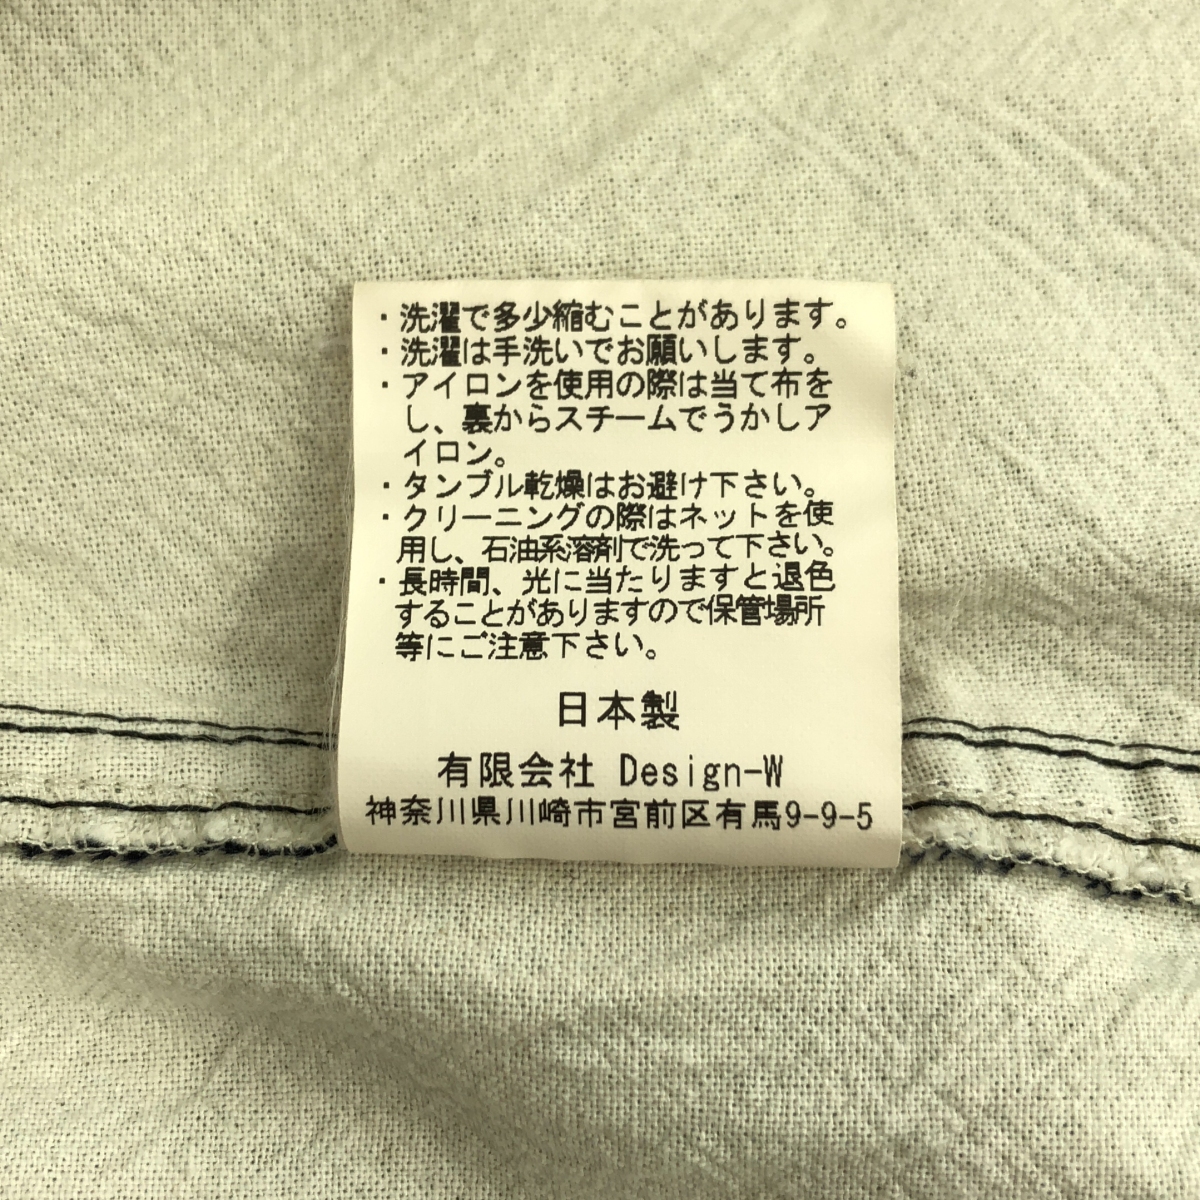 ・洗濯で多少縮むことがあります。
・洗濯は手洗いでお願いします。
・アイロンを使用の際は当て布を
し、裏からスチームでうかしア
イロン。
・タンブル乾燥はお避け下さい。
・クリーニングの際はネットを使
用し、石油系溶剤で洗って下さい。
・長時間、光に当たりますと退色
することがありますので保管場所
等にご注意下さい。
日本製
有限会社 Design-W
神奈川県川崎市宮前区有馬9-9-5